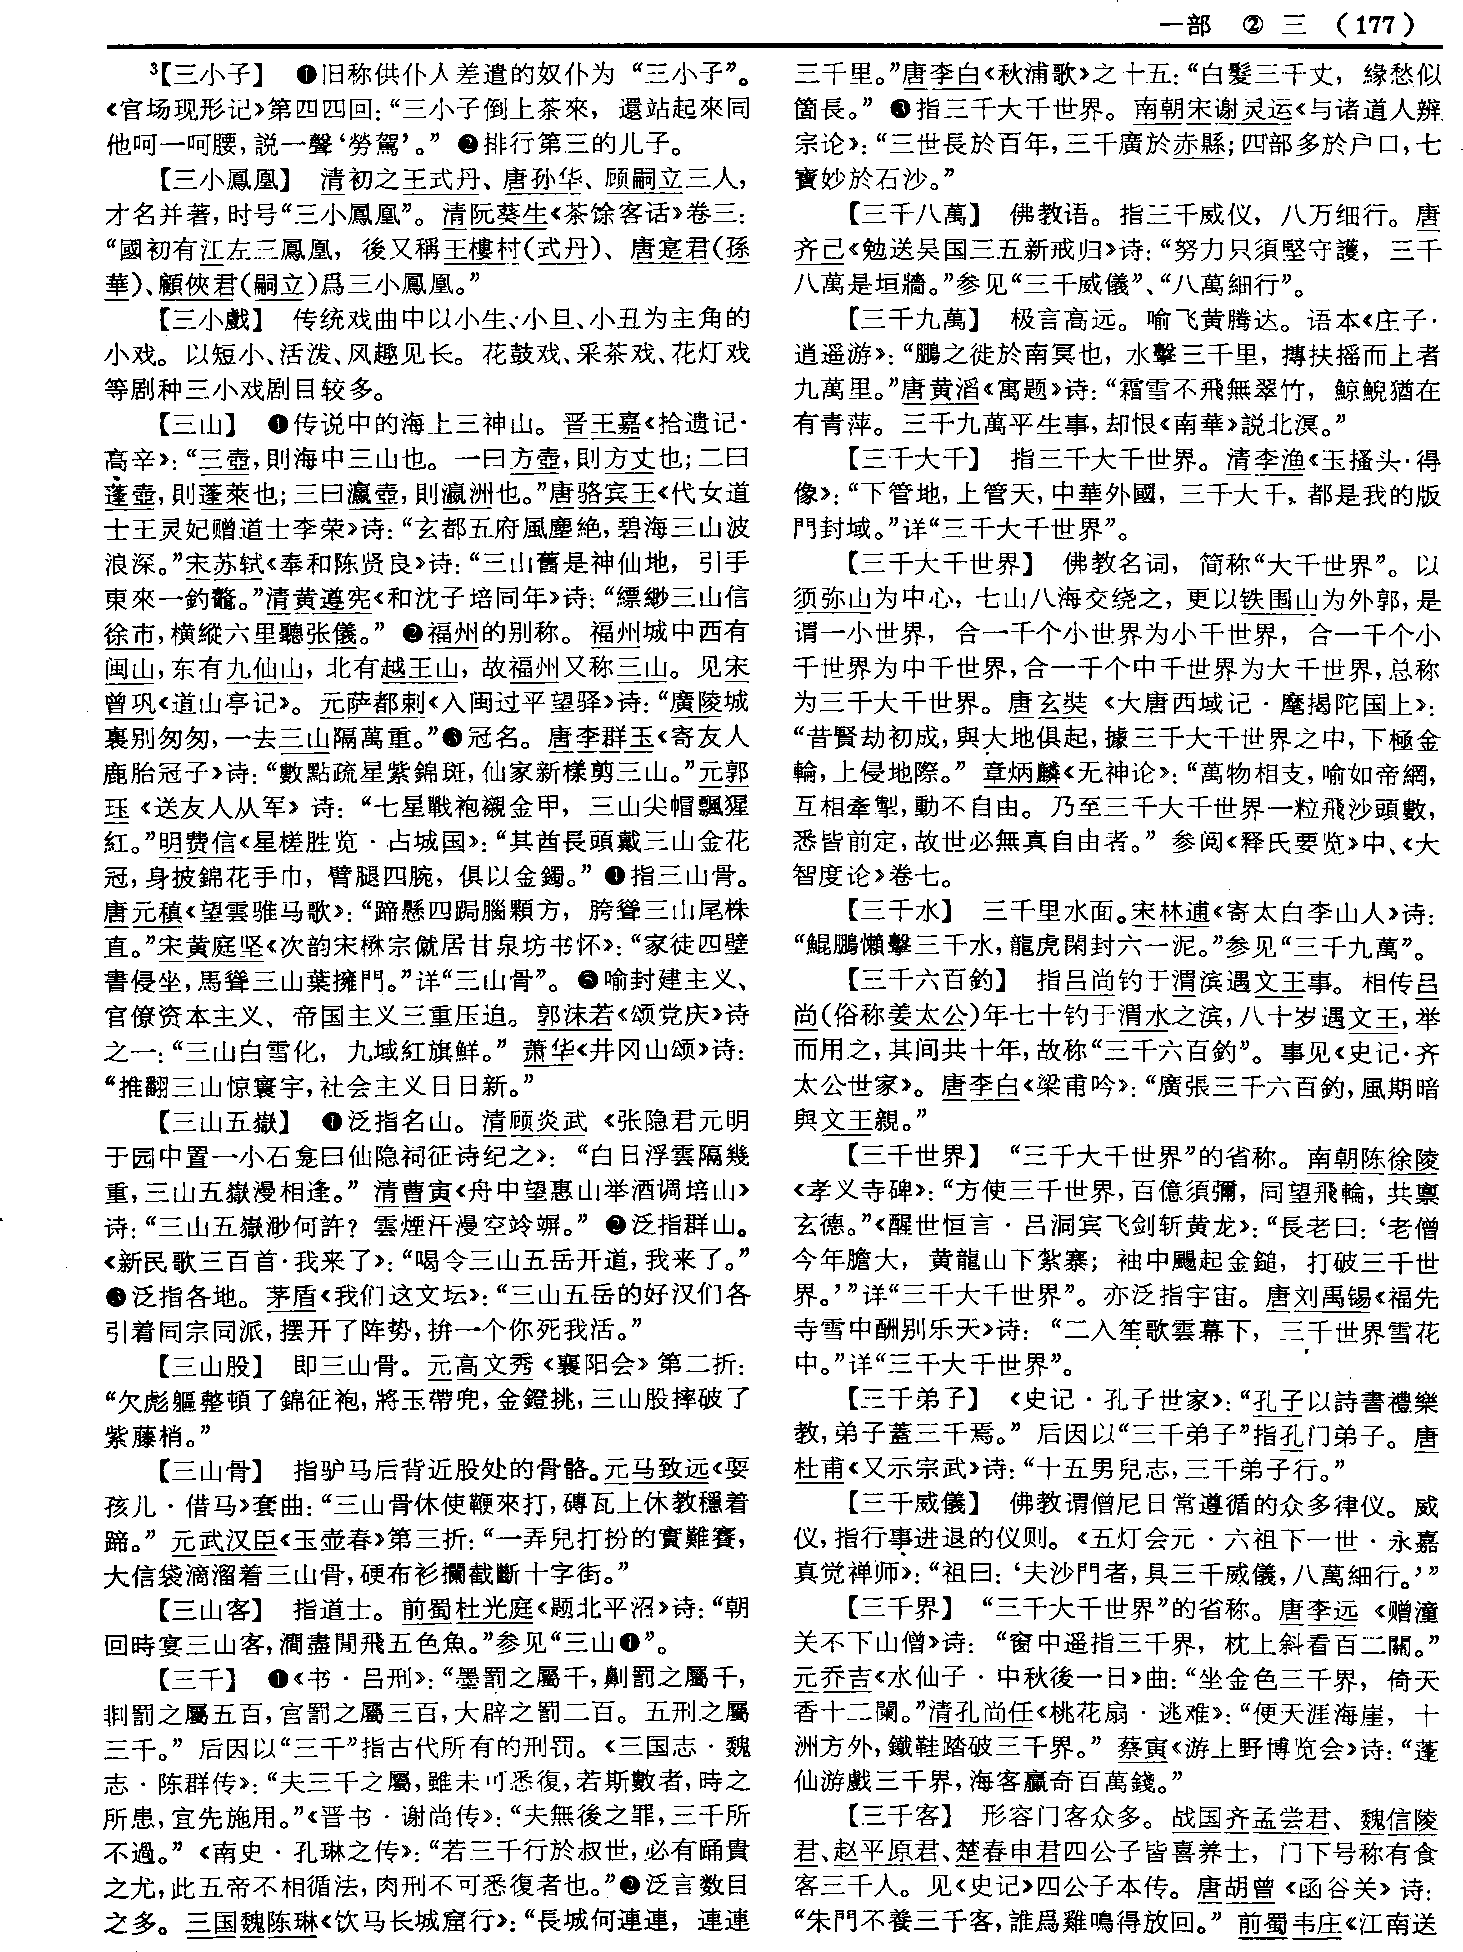 一部 ② 三 (177)
³【三小子】 ❶旧称供仆人差遣的奴仆为“三小子”。
《官场现形记》第四四回：“三小子倒上茶來，還站起來同
他呵一呵腰，説一聲‘勞駕’。” ❷排行第三的儿子。
【三小鳳凰】 清初之王式丹、唐孙华、顾嗣立三人，
才名并著，时号“三小鳳凰”。清阮葵生《茶馀客话》卷三：
“國初有江左三鳳凰，後又稱王樓村(式丹)、唐寔君(孫
華)、顧俠君(嗣立)爲三小鳳凰。”
【三小戲】 传统戏曲中以小生、小旦、小丑为主角的
小戏。以短小、活泼、风趣见长。花鼓戏、采茶戏、花灯戏
等剧种三小戏剧目较多。
【三山】 ❶传说中的海上三神山。晋王嘉《拾遗记·
高辛》：“三壺，則海中三山也。一曰方壺，則方丈也；二曰
蓬壺，則蓬萊也；三曰瀛壺，則瀛洲也。”唐骆宾王《代女道
士王灵妃赠道士李荣》诗：“玄都五府風塵絶，碧海三山波
浪深。”宋苏轼《奉和陈贤良》诗：“三山舊是神仙地，引手
東來一釣鼇。”清黄遵宪《和沈子培同年》诗：“縹緲三山信
徐市，横縱六里聽张儀。” ❷福州的别称。福州城中西有
闽山，东有九仙山，北有越王山，故福州又称三山。见宋
曾巩《道山亭记》。元萨都剌《入闽过平望驿》诗：“廣陵城
裏别匆匆，一去三山隔萬重。”❸冠名。唐李群玉《寄友人
鹿胎冠子》诗：“數點疏星紫錦斑，仙家新樣剪三山。”元郭
珏《送友人从军》诗：“七星戰袍襯金甲，三山尖帽飄猩
紅。”明费信《星槎胜览·占城国》：“其酋長頭戴三山金花
冠，身披錦花手巾，臂腿四腕，俱以金鐲。” ❹指三山骨。
唐元稹《望雲骓马歌》：“蹄懸四跼腦顆方，胯聳三山尾株
直。”宋黄庭坚《次韵宋楙宗僦居甘泉坊书怀》：“家徒四壁
書侵坐，馬聳三山葉擁門。”详“三山骨”。❺喻封建主义、
官僚资本主义、帝国主义三重压迫。郭沫若《颂党庆》诗
之一：“三山白雪化，九域紅旗鮮。” 萧华《井冈山颂》诗：
“推翻三山惊寰宇，社会主义日日新。”
【三山五嶽】 ❶泛指名山。清顾炎武《张隐君元明
于园中置一小石龛曰仙隐祠征诗纪之》：“白日浮雲隔幾
重，三山五嶽漫相逢。” 清曹寅《舟中望惠山举酒调培山》
诗：“三山五嶽渺何許？雲煙汗漫空竛竮。” ❷泛指群山。
《新民歌三百首·我来了》：“喝令三山五岳开道，我来了。”
❸泛指各地。茅盾《我们这文坛》：“三山五岳的好汉们各
引着同宗同派，摆开了阵势，拚一个你死我活。”
【三山股】 即三山骨。元高文秀《襄阳会》第二折：
“欠彪軀整頓了錦征袍，將玉帶兜，金鐙挑，三山股摔破了
紫藤梢。”
【三山骨】 指驴马后背近股处的骨骼。元马致远《耍
孩儿·借马》套曲：“三山骨休使鞭來打，磚瓦上休教穩着
蹄。” 元武汉臣《玉壶春》第三折：“一弄兒打扮的實難賽，
大信袋滴溜着三山骨，硬布衫攔截斷十字街。”
【三山客】 指道士。前蜀杜光庭《题北平沼》诗：“朝
回時宴三山客，澗盡閒飛五色魚。”参见“三山❶”。
【三千】 ❶《书·吕刑》：“墨罰之屬千，劓罰之屬千，
剕罰之屬五百，宫罰之屬三百，大辟之罰二百。五刑之屬
三千。” 后因以“三千”指古代所有的刑罚。《三国志·魏
志·陈群传》：“夫三千之屬，雖未可悉復，若斯數者，時之
所患，宜先施用。”《晋书·谢尚传》：“夫無後之罪，三千所
不過。”《南史·孔琳之传》：“若三千行於叔世，必有踊貴
之尤，此五帝不相循法，肉刑不可悉復者也。”❷泛言数目
之多。三国魏陈琳《饮马长城窟行》：“長城何連連，連連
三千里。”唐李白《秋浦歌》之十五：“白髮三千丈，緣愁似
箇長。” ❸指三千大千世界。南朝宋谢灵运《与诸道人辨
宗论》：“三世長於百年，三千廣於赤縣；四部多於户口，七
寶妙於石沙。”
【三千八萬】 佛教语。指三千威仪，八万细行。唐
齐己《勉送吴国三五新戒归》诗：“努力只須堅守護，三千
八萬是垣牆。”参见“三千威儀”、“八萬細行”。
【三千九萬】 极言高远。喻飞黄腾达。语本《庄子·
逍遥游》：“鵬之徙於南冥也，水擊三千里，摶扶摇而上者
九萬里。”唐黄滔《寓题》诗：“霜雪不飛無翠竹，鯨鯢猶在
有青萍。三千九萬平生事，却恨《南華》説北溟。”
【三千大千】 指三千大千世界。清李渔《玉搔头·得
像》：“下管地，上管天，中華外國，三千大千，都是我的版
門封域。”详“三千大千世界”。
【三千大千世界】 佛教名词，简称“大千世界”。以
须弥山为中心，七山八海交绕之，更以铁围山为外郭，是
谓一小世界，合一千个小世界为小千世界，合一千个小
千世界为中千世界，合一千个中千世界为大千世界，总称
为三千大千世界。唐玄奘《大唐西域记·摩揭陀国上》：
“昔賢劫初成，與大地俱起，據三千大千世界之中，下極金
輪，上侵地際。” 章炳麟《无神论》：“萬物相支，喻如帝網，
互相牽掣，動不自由。乃至三千大千世界一粒飛沙頭數，
悉皆前定，故世必無真自由者。” 参阅《释氏要览》中、《大
智度论》卷七。
【三千水】 三千里水面。宋林逋《寄太白李山人》诗：
“鯤鵬懶擊三千水，龍虎閑封六一泥。”参见“三千九萬”。
【三千六百釣】 指吕尚钓于渭滨遇文王事。相传吕
尚(俗称姜太公)年七十钓于渭水之滨，八十岁遇文王，举
而用之，其间共十年，故称“三千六百釣”。事见《史记·齐
太公世家》。唐李白《梁甫吟》：“廣張三千六百釣，風期暗
與文王親。”
【三千世界】 “三千大千世界”的省称。南朝陈徐陵
《孝义寺碑》：“方使三千世界，百億須彌，同望飛輪，共禀
玄德。”《醒世恒言·吕洞宾飞剑斩黄龙》：“長老曰：‘老僧
今年膽大，黄龍山下紮寨；袖中颺起金鎚，打破三千世
界。’”详“三千大千世界”。亦泛指宇宙。唐刘禹锡《福先
寺雪中酬别乐天》诗：“二入笙歌雲幕下，三千世界雪花
中。”详“三千大千世界”。
【三千弟子】 《史记·孔子世家》：“孔子以詩書禮樂
教，弟子蓋三千焉。” 后因以“三千弟子”指孔门弟子。唐
杜甫《又示宗武》诗：“十五男兒志，三千弟子行。”
【三千威儀】 佛教谓僧尼日常遵循的众多律仪。威
仪，指行事进退的仪则。《五灯会元·六祖下一世·永嘉
真觉禅师》：“祖曰：‘夫沙門者，具三千威儀，八萬細行。’”
【三千界】 “三千大千世界”的省称。唐李远《赠潼
关不下山僧》诗：“窗中遥指三千界，枕上斜看百二關。”
元乔吉《水仙子·中秋後一日》曲：“坐金色三千界，倚天
香十二闌。”清孔尚任《桃花扇·逃难》：“便天涯海崖，十
洲方外，鐵鞋踏破三千界。” 蔡寅《游上野博览会》诗：“蓬
仙游戲三千界，海客贏奇百萬錢。”
【三千客】 形容门客众多。战国齐孟尝君、魏信陵
君、赵平原君、楚春申君四公子皆喜养士，门下号称有食
客三千人。见《史记》四公子本传。唐胡曾《函谷关》诗：
“朱門不養三千客，誰爲雞鳴得放回。” 前蜀韦庄《江南送